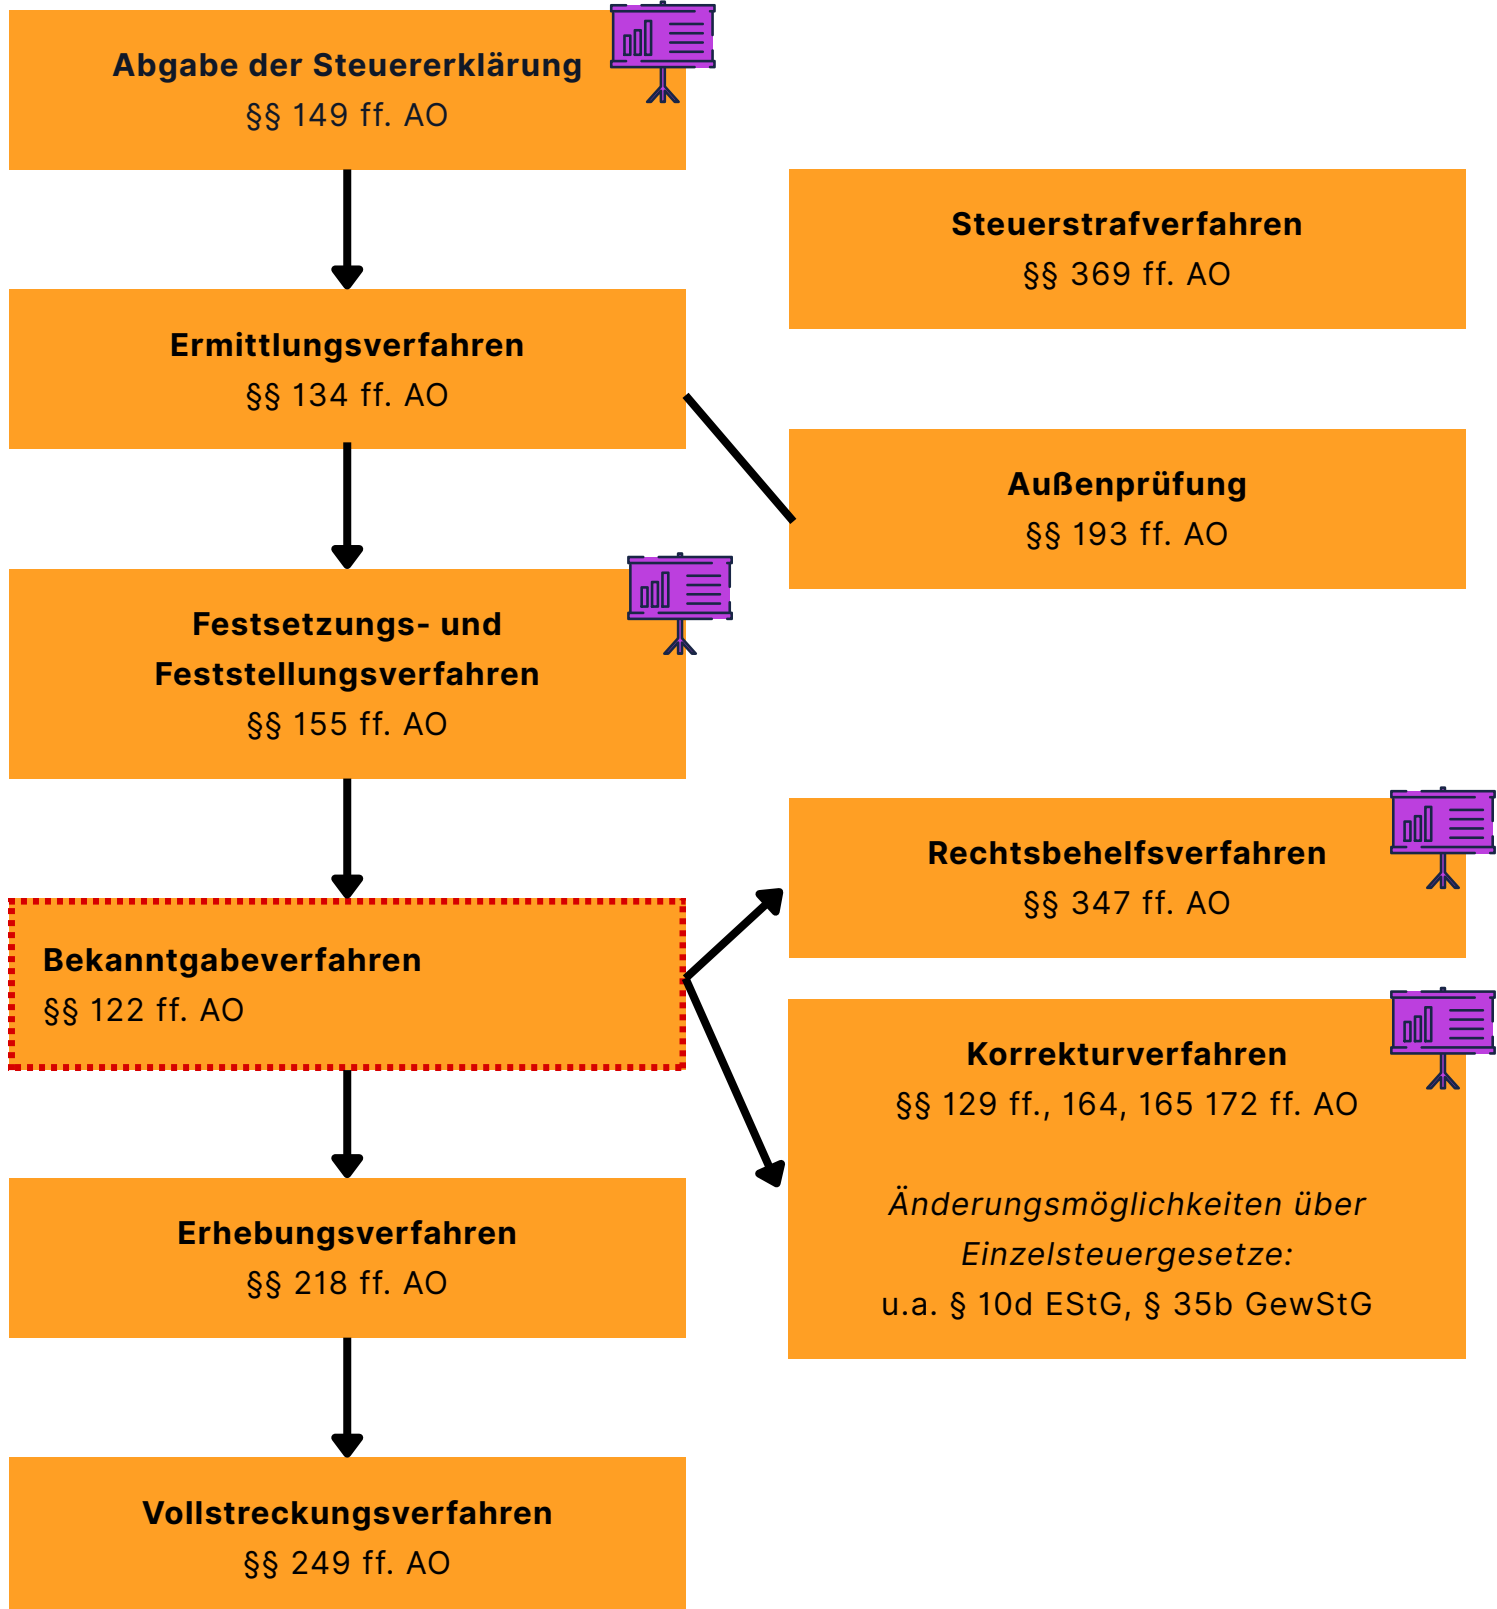 Abgabe der Steuererklärung
§§ 149 ff. AO
Steuerstrafverfahren
§§ 369 ff. AO
Ermittlungsverfahren
§§ 134 ff. AO
Außenprüfung
§§ 193 ff. AO
Festsetzungs- und
Feststellungsverfahren
§§ 155 ff. AO
Rechtsbehelfsverfahren
§§ 347 ff. AO
Bekanntgabeverfahren
§§ 122 ff. AO
Korrekturverfahren
§§ 129 ff., 164, 165 172 ff. AO
Änderungsmöglichkeiten über
Einzelsteuergesetze:
u.a. § 10d EStG, § 35b GewStG
Erhebungsverfahren
§§ 218 ff. AO
Vollstreckungsverfahren
§§ 249 ff. AO